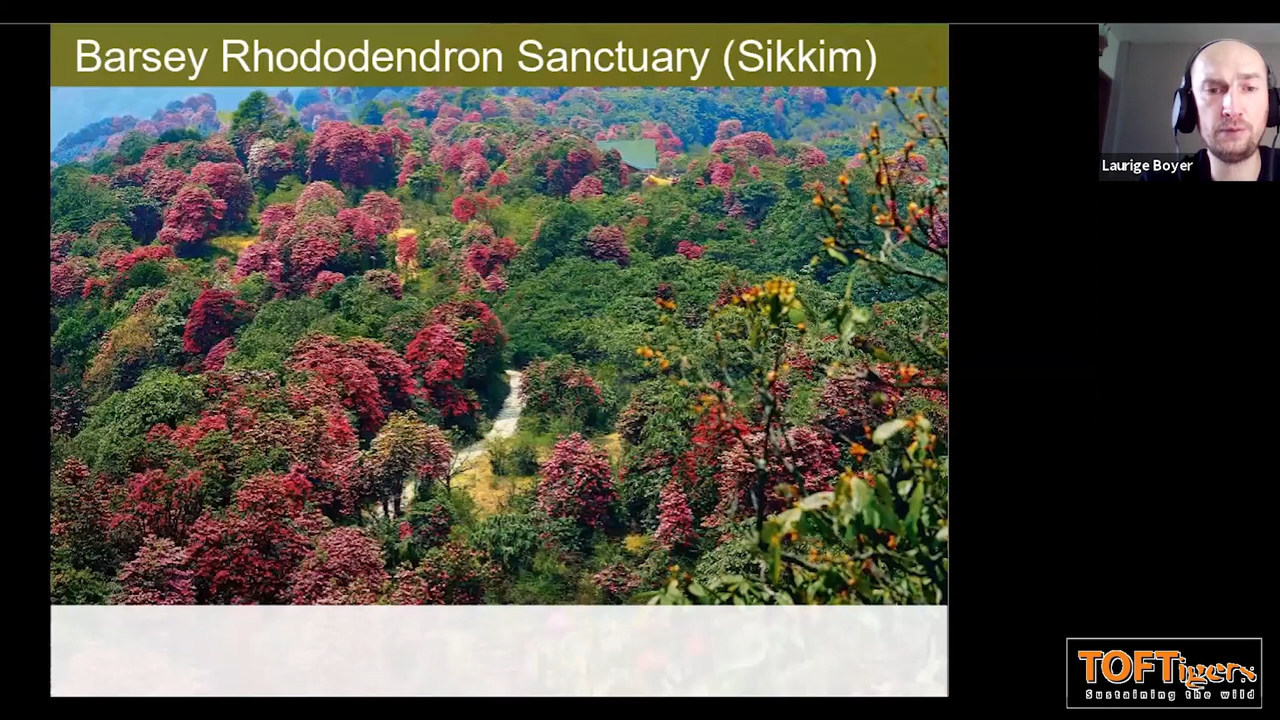 Barsey Rhododendron Sanctuary (Sikkim)
Laurige Boyer
TOFTigers
Sustaining the wild